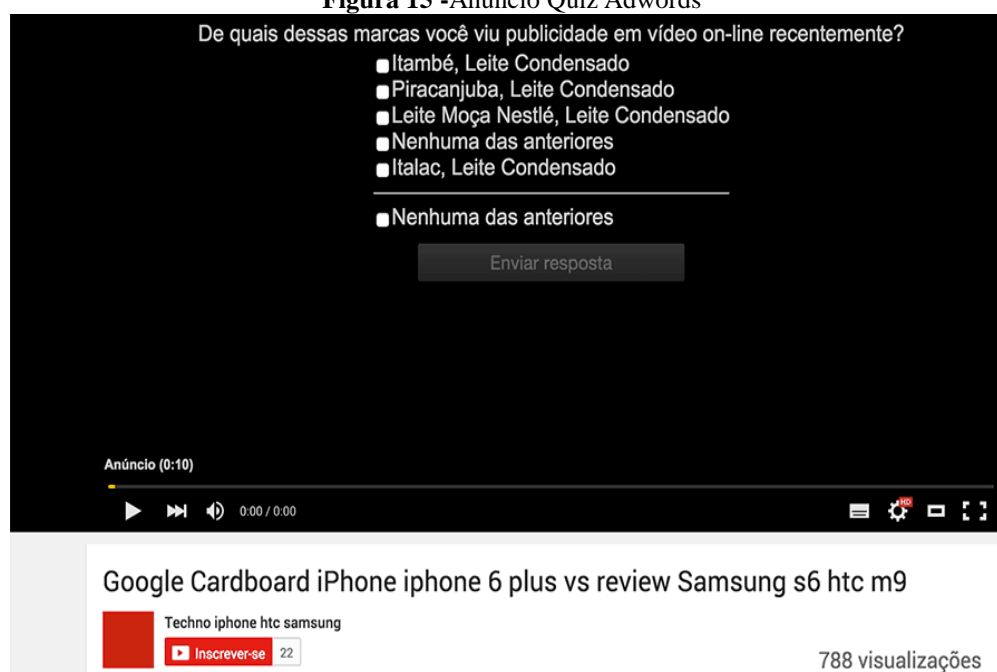 Figura 15 -Anúncio Quiz Adwords
De quais dessas marcas você viu publicidade em vídeo on-line recentemente?
Itambé, Leite Condensado
Piracanjuba, Leite Condensado
Leite Moça Nestlé, Leite Condensado
Nenhuma das anteriores
Italac, Leite Condensado
Nenhuma das anteriores
Enviar resposta
Anúncio (0:10)
0:00 / 0:00
HD
Google Cardboard iPhone iphone 6 plus vs review Samsung s6 htc m9
Techno iphone htc samsung
Inscrever-se 22
788 visualizações